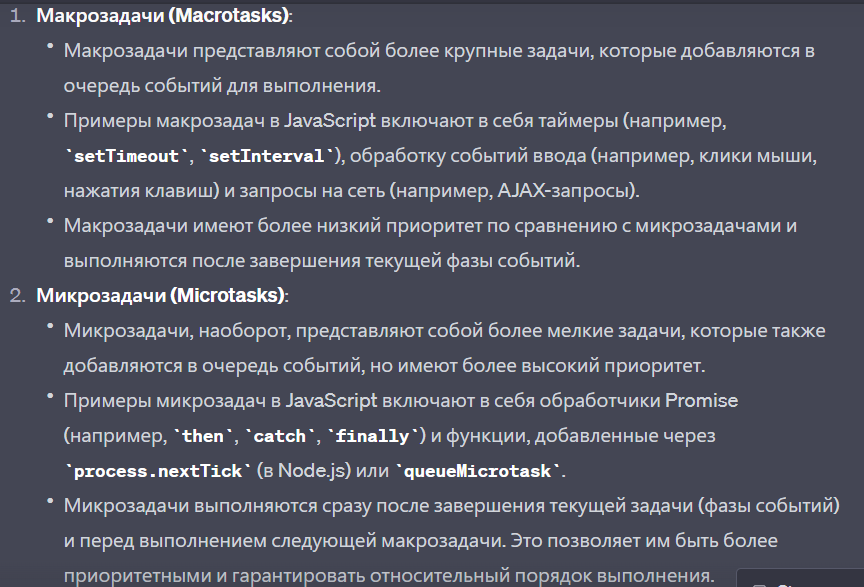 1. Макрозадачи (Macrotasks):
• Макрозадачи представляют собой более крупные задачи, которые добавляются в
очередь событий для выполнения.
• Примеры макрозадач в JavaScript включают в себя таймеры (например,
`setTimeout`, `setInterval`), обработку событий ввода (например, клики мыши,
нажатия клавиш) и запросы на сеть (например, AJAX-запросы).
• Макрозадачи имеют более низкий приоритет по сравнению с микрозадачами и
выполняются после завершения текущей фазы событий.
2. Микрозадачи (Microtasks):
• Микрозадачи, наоборот, представляют собой более мелкие задачи, которые также
добавляются в очередь событий, но имеют более высокий приоритет.
• Примеры микрозадач в JavaScript включают в себя обработчики Promise
(например, `then`, `catch`, `finally`) и функции, добавленные через
`process.nextTick` (в Node.js) или `queueMicrotask`.
• Микрозадачи выполняются сразу после завершения текущей задачи (фазы событий)
и перед выполнением следующей макрозадачи. Это позволяет им быть более
приоритетными и гарантировать относительный порядок выполнения.